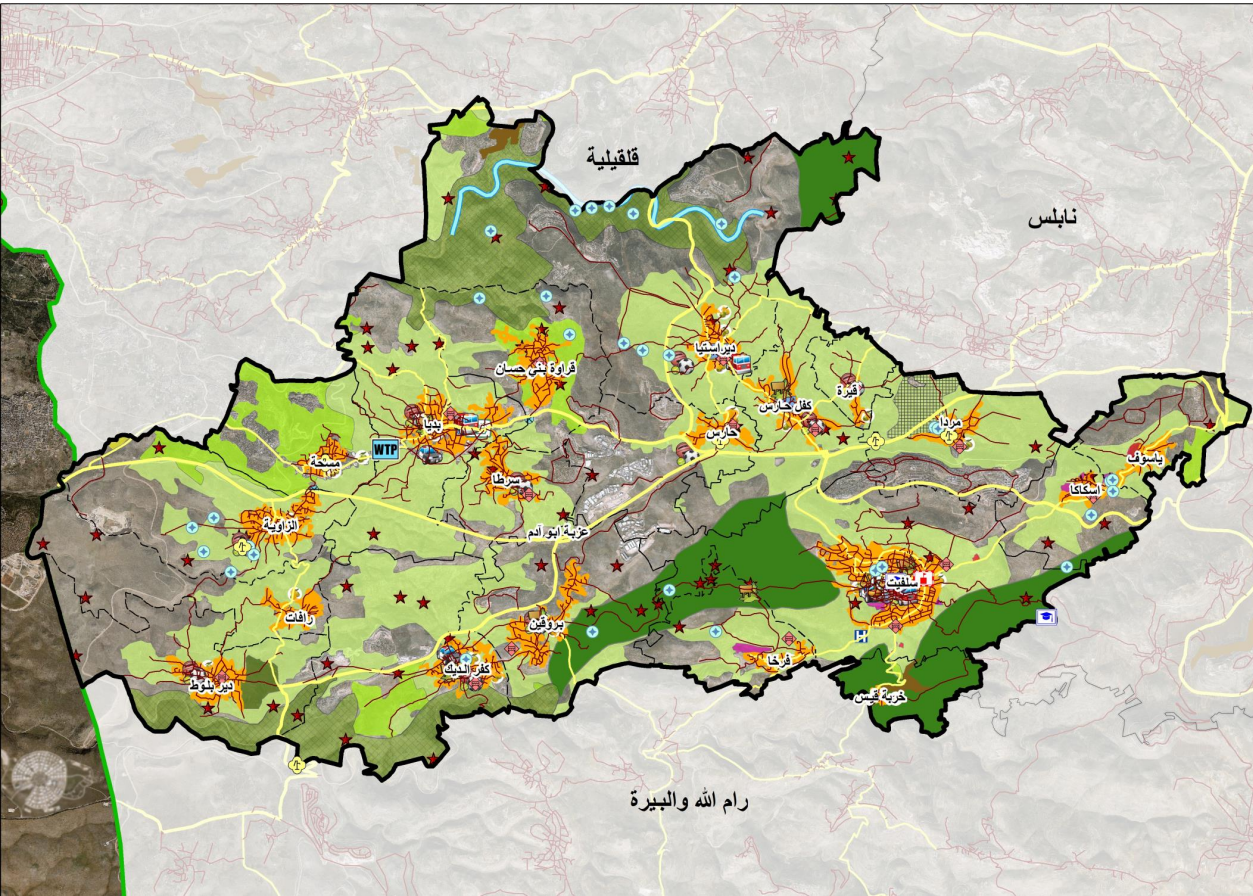 قلقيلية
نابلس
ديراستيا
قراوة بني حسان
قيرة
كفل حارس
بديا
حارس
مردا
WTP
مسحة
ياسوف
سرطا
اسكاكا
الزاوية
عزبة ابو آدم
سلفيت
رافات
بروقين
H
فرخا
كفر الديك
دير بلوط
خربة قيس
رام الله والبيرة